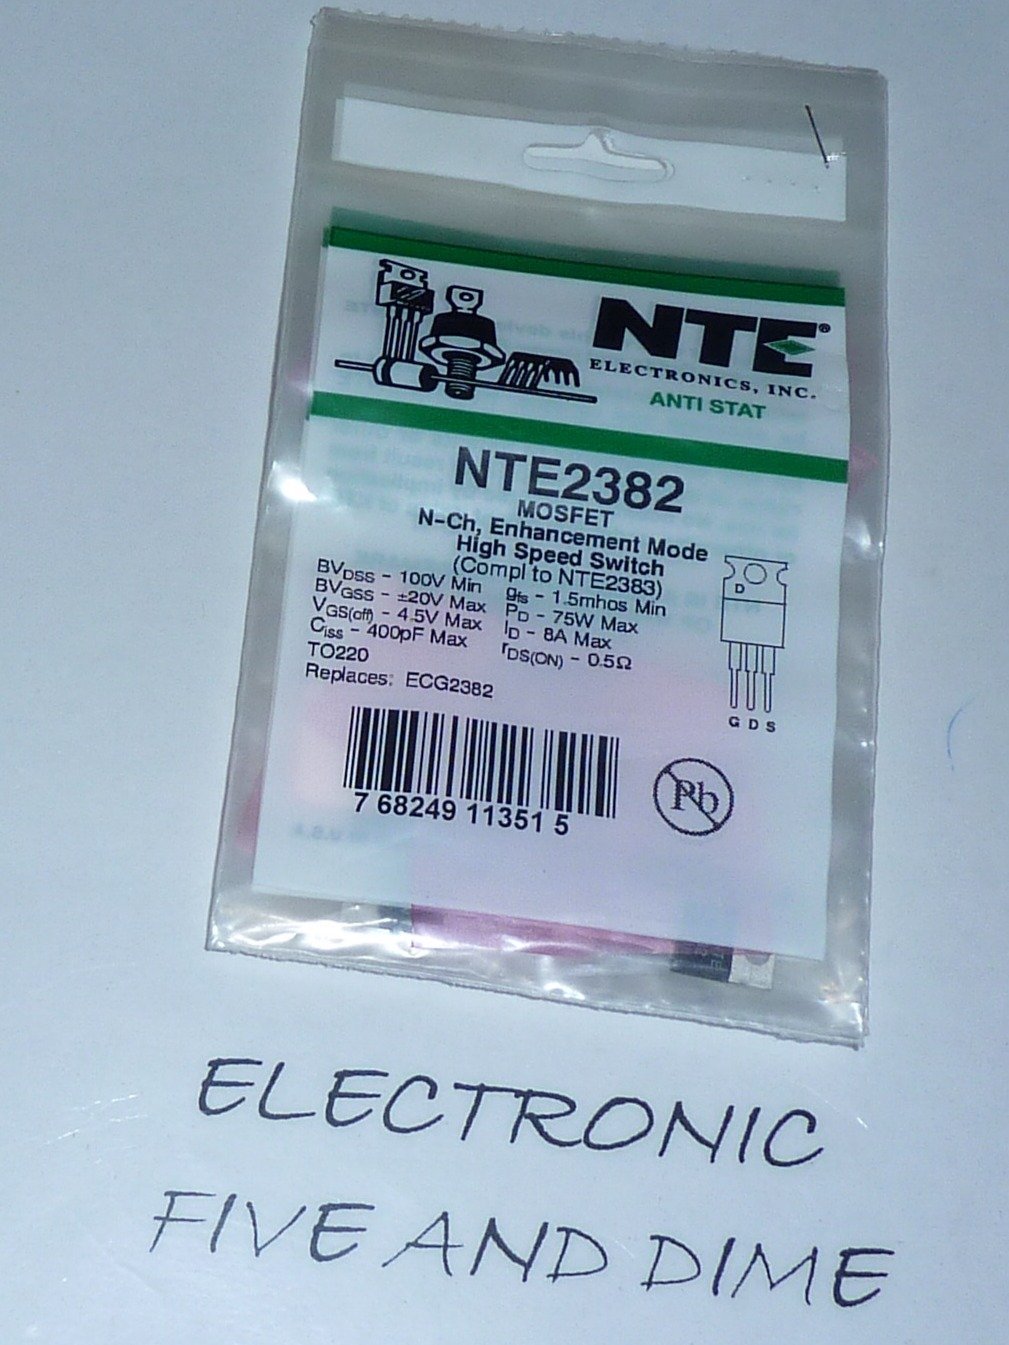 NTE®
ELECTRONICS, INC.
ANTI STAT
NTE2382
MOSFET
N-Ch, Enhancement Mode
High Speed Switch
(Compl to NTE2383)
BVDSS - 100V Min gfs - 1.5mhos Min
BVGSS - ±20V Max PD - 75W Max
VGS(off) - 4.5V Max ID - 8A Max
Ciss - 400pF Max rDS(ON) - 0.5Ω
TO220
Replaces: ECG2382
D
G D S
7 68249 11351 5
Pb
ELECTRONIC
FIVE AND DIME